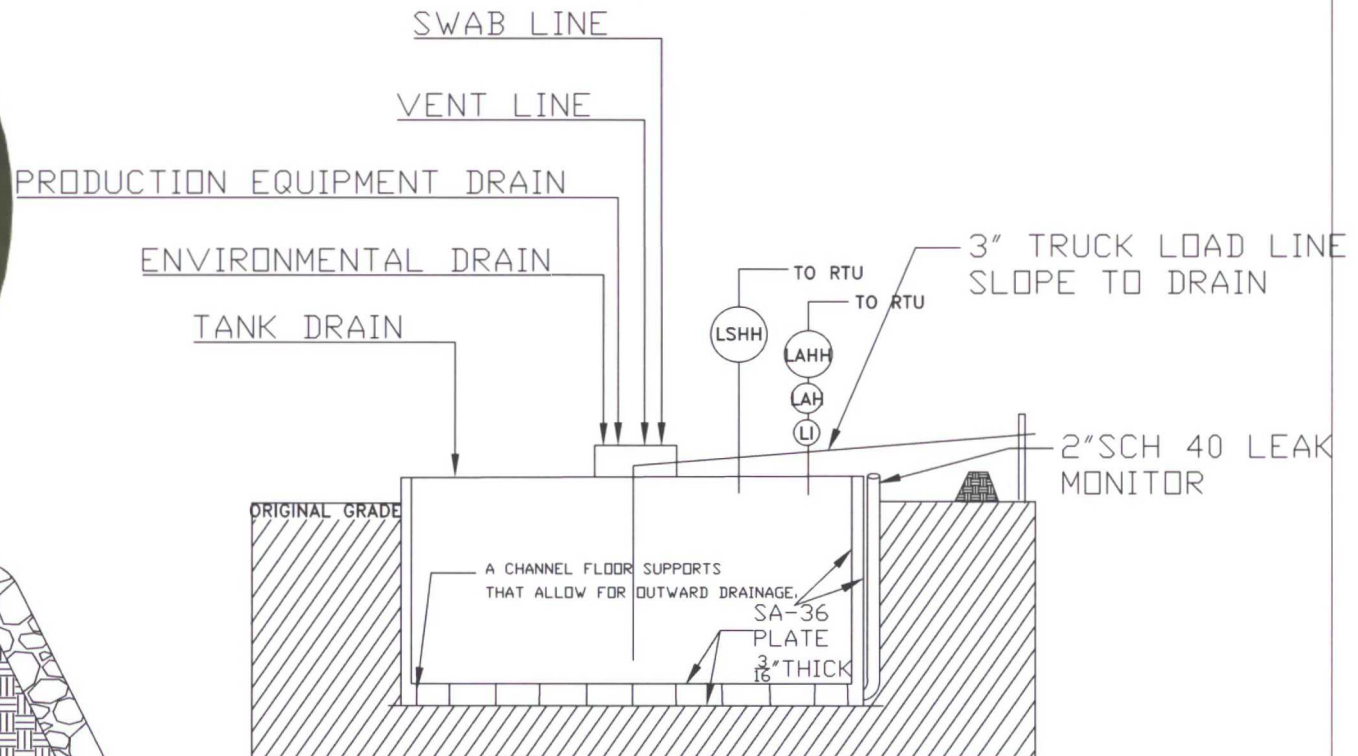 SWAB LINE
VENT LINE
PRODUCTION EQUIPMENT DRAIN
ENVIRONMENTAL DRAIN
TANK DRAIN
TO RTU
TO RTU
3" TRUCK LOAD LINE
SLOPE TO DRAIN
LSHH
LAHH
LAH
LI
2"SCH 40 LEAK
MONITOR
ORIGINAL GRADE
A CHANNEL FLOOR SUPPORTS
THAT ALLOW FOR OUTWARD DRAINAGE.
SA-36
PLATE
3/16"THICK